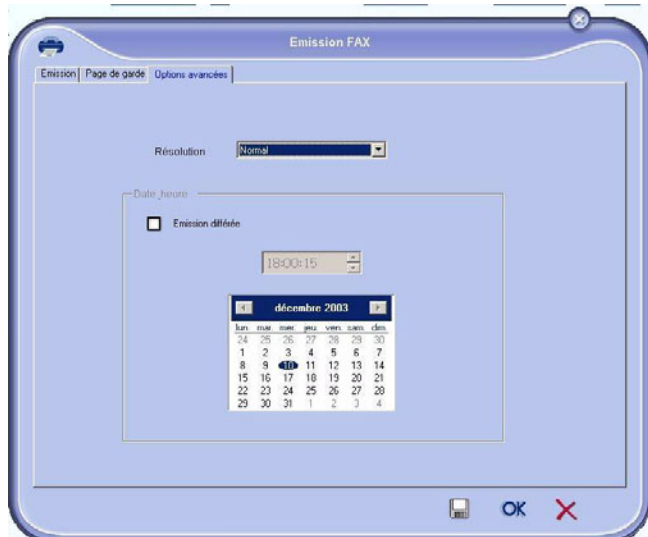 Emission FAX
Emission Page de garde Options avancées
Résolution Normal
Date_heure
Emission différée
18:00:15
décembre 2003
lun. mar. mer. jeu. ven. sam. dim.
24 25 26 27 28 29 30
1 2 3 4 5 6 7
8 9 10 11 12 13 14
15 16 17 18 19 20 21
22 23 24 25 26 27 28
29 30 31 1 2 3 4
OK